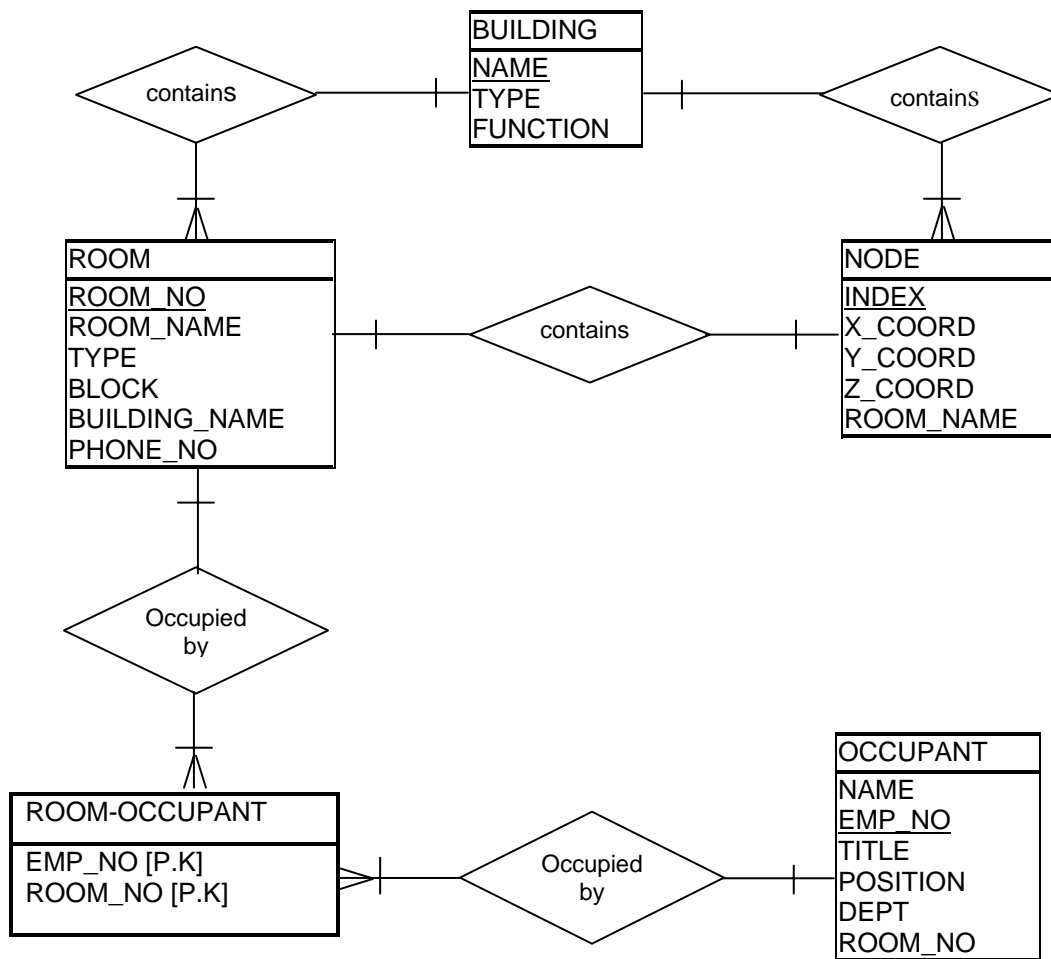 BUILDING
NAME
TYPE
FUNCTION
contains
contains
ROOM
ROOM_NO
ROOM_NAME
TYPE
BLOCK
BUILDING_NAME
PHONE_NO
contains
NODE
INDEX
X_COORD
Y_COORD
Z_COORD
ROOM_NAME
Occupied
by
ROOM-OCCUPANT
EMP_NO [P.K]
ROOM_NO [P.K]
Occupied
by
OCCUPANT
NAME
EMP_NO
TITLE
POSITION
DEPT
ROOM_NO